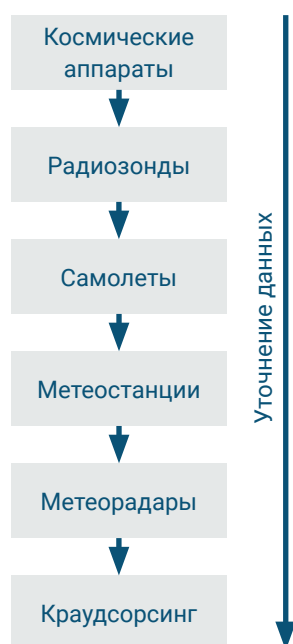 Космические
аппараты
Радиозонды
Самолеты
Метеостанции
Метеорадары
Краудсорсинг
Уточнение данных